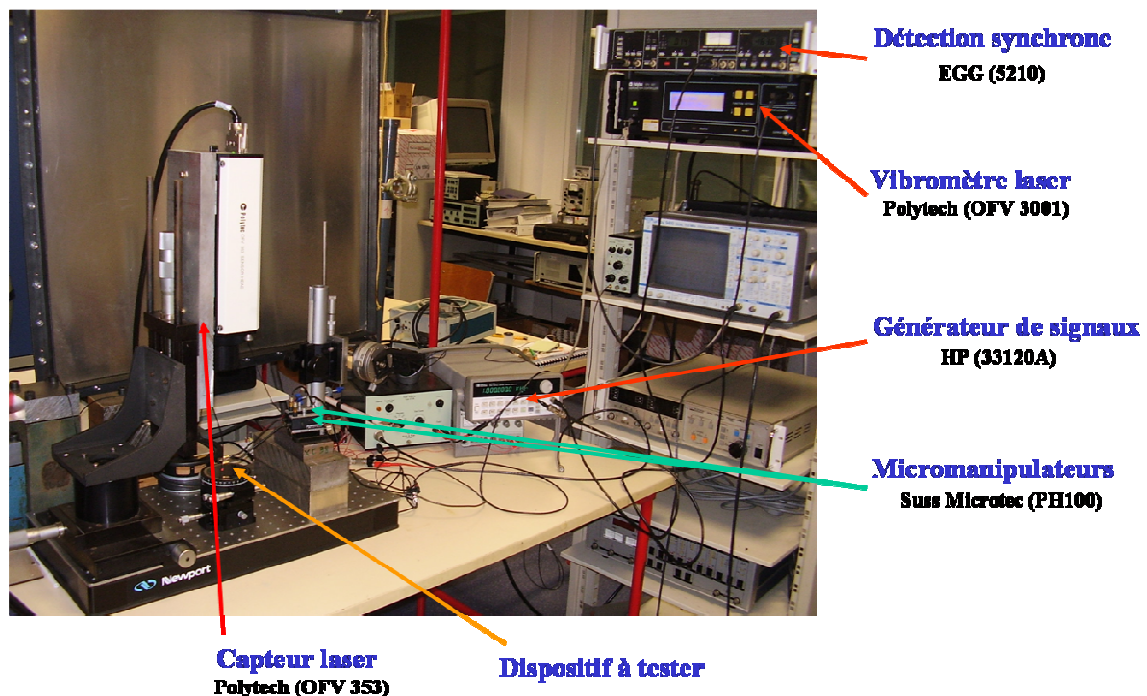 Détection synchrone
EGG (5210)
Vibromètre laser
Polytech (OFV 3001)
Générateur de signaux
HP (33120A)
Micromanipulateurs
Suss Microtec (PH100)
Polytec
Newport
Capteur laser
Polytech (OFV 353)
Dispositif à tester